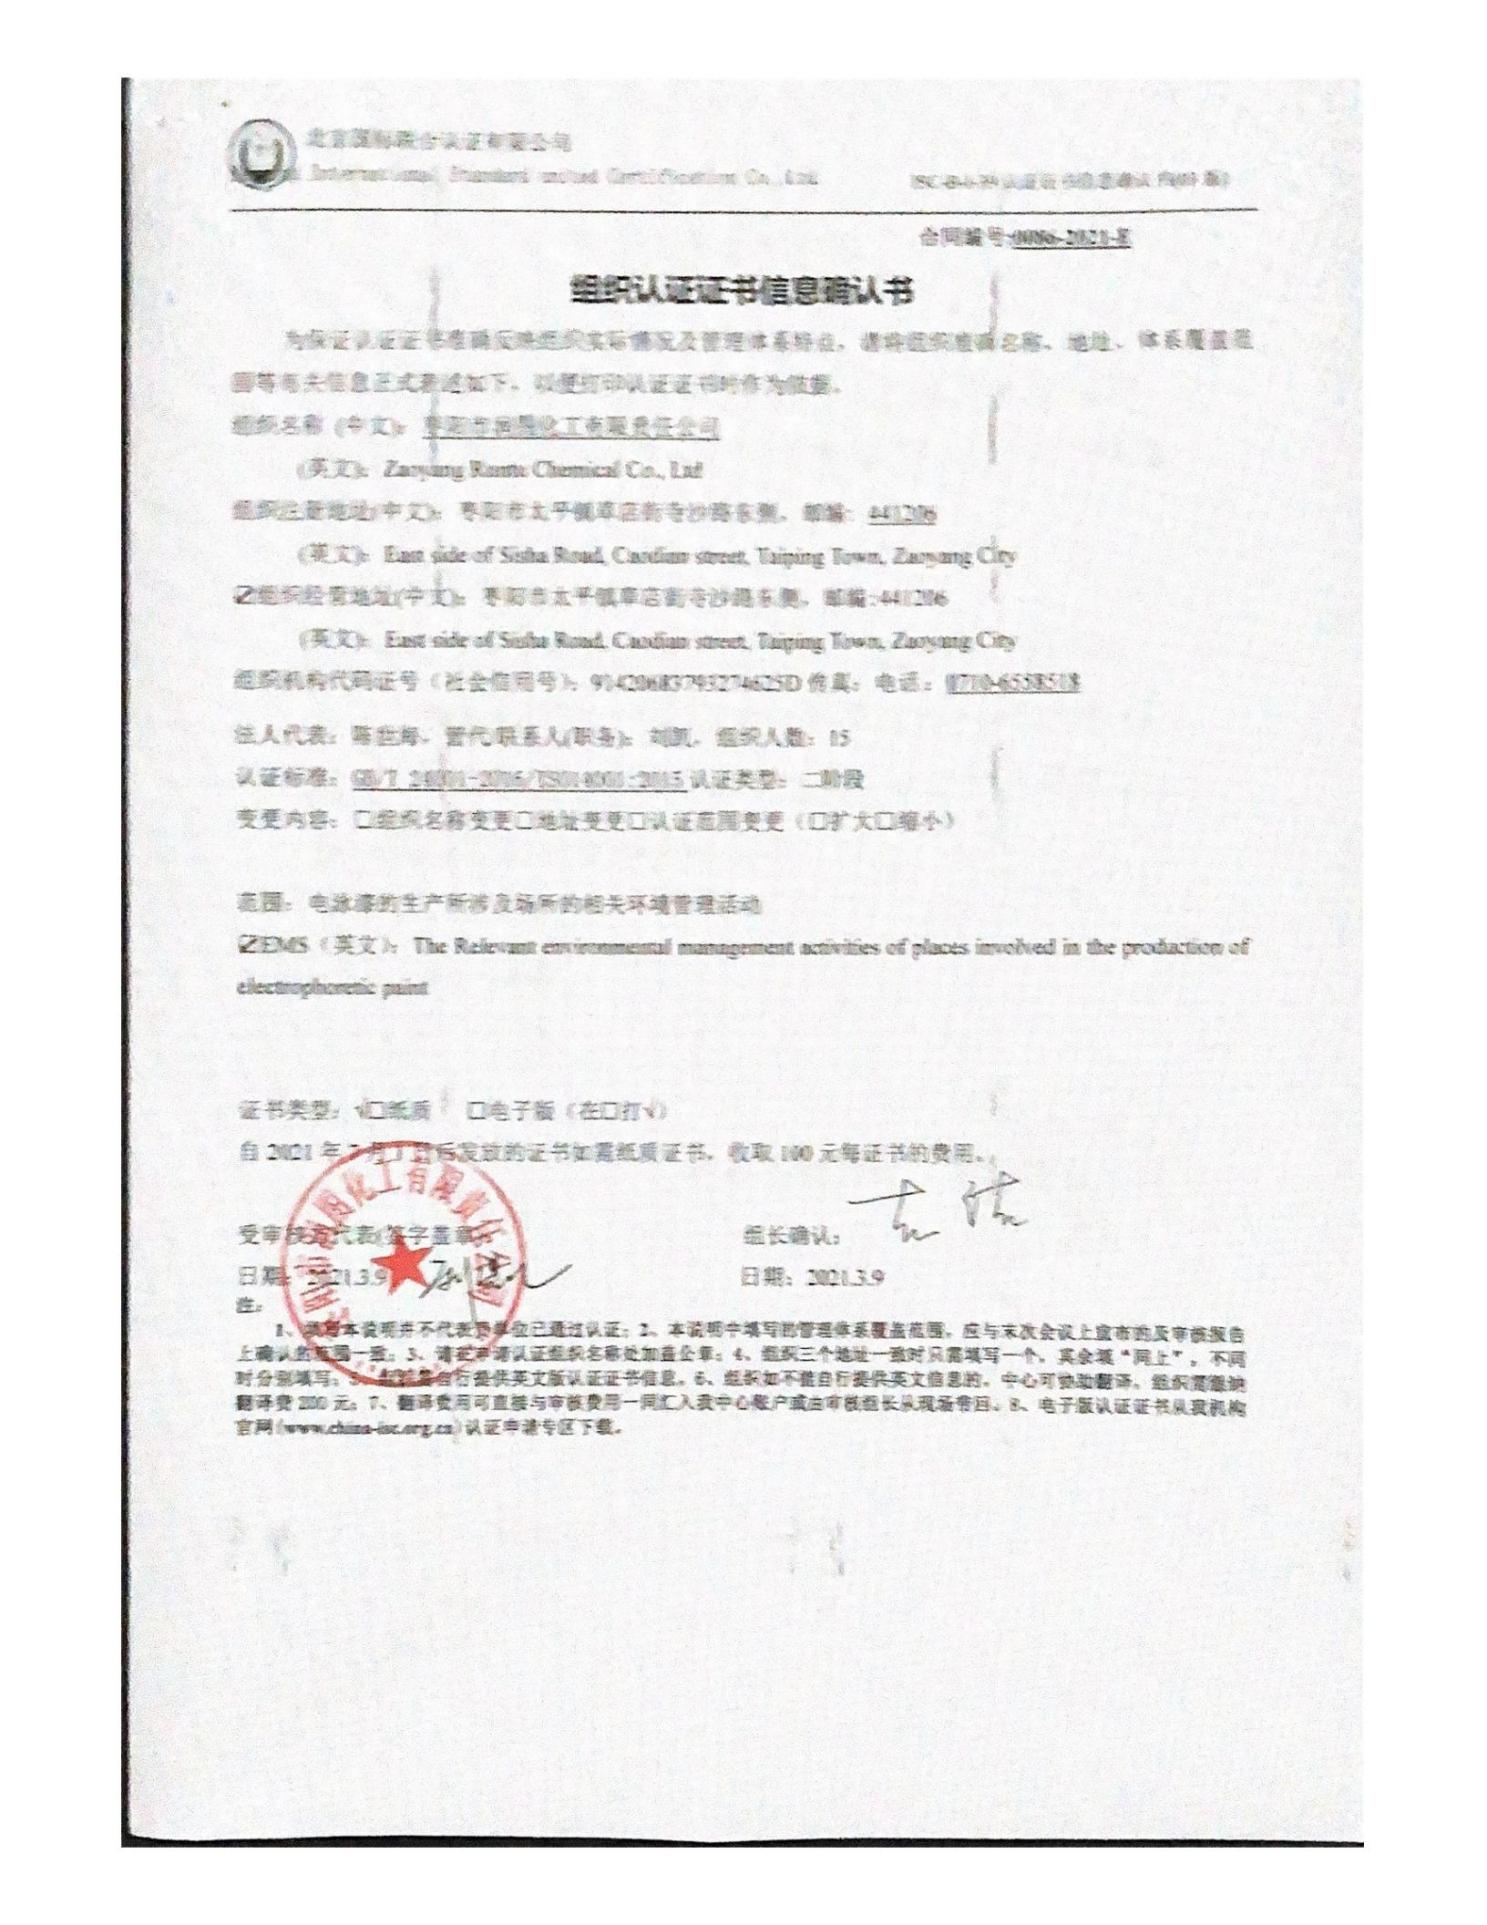 北京国标联合认证有限公司
International Standard united Certification Co.,Ltd.
合同编号:0086-2021-E
组织认证证书信息确认书
为保证认证证书准确反映组织实际情况及管理体系特点，请将组织准确名称、地址、体系覆盖范
围等有关信息正式表述如下，以便打印认证证书时作为依据。
组织名称（中文）：枣阳市 化工有限责任公司
（英文）：Zaoyang Chemical Co., Ltd
组织注册地址(中文)：枣阳市太平镇草店街寺沙路东侧，邮编：441206
（英文）：East side of Sisha Road, Caodian street, Taiping Town, Zaoyang City
☑组织经营地址(中文)：枣阳市太平镇草店街寺沙路东侧，邮编:441206
（英文）：East side of Sisha Road, Caodian street, Taiping Town, Zaoyang City
组织机构代码证号（社会信用号）：91420683793274625D 传真： 电话：0710-6558518
法人代表：陈 ，管代/联系人(职务)：刘凯，组织人数：15
认证标准：GB/T 24001-2016/ISO14001:2015 认证类型：二阶段
变更内容：☐组织名称变更☐地址变更☐认证范围变更（☐扩大☐缩小）
范围：电泳漆的生产所涉及场所的相关环境管理活动
☑EMS（英文）：The Relevant environmental management activities of places involved in the production of
electrophoretic paint
证书类型：√☐纸质 ☐电子版（在☐打√）
自 2021 年 月 1 日后发放的证书如需纸质证书，收取 100 元每证书的费用。
受审核方代表(签字盖章)： 组长确认：
日期：2021.3.9 日期：2021.3.9
注：
1、填写本说明并不代表贵单位已通过认证；2、本说明中填写的管理体系覆盖范围，应与末次会议上宣布的及审核报告
上确认的范围一致；3、请在申请认证组织名称处加盖公章；4、组织三个地址一致时只需填写一个，其余填“同上”，不同
时分别填写；5、组织需自行提供英文版认证证书信息。6、组织如不能自行提供英文信息的，中心可协助翻译，组织需缴纳
翻译费 200 元；7、翻译费用可直接与审核费用一同汇入我中心账户或由审核组长从现场带回。8、电子版认证证书从我机构
官网(www.china-isc.org.cn)认证申请专区下载。